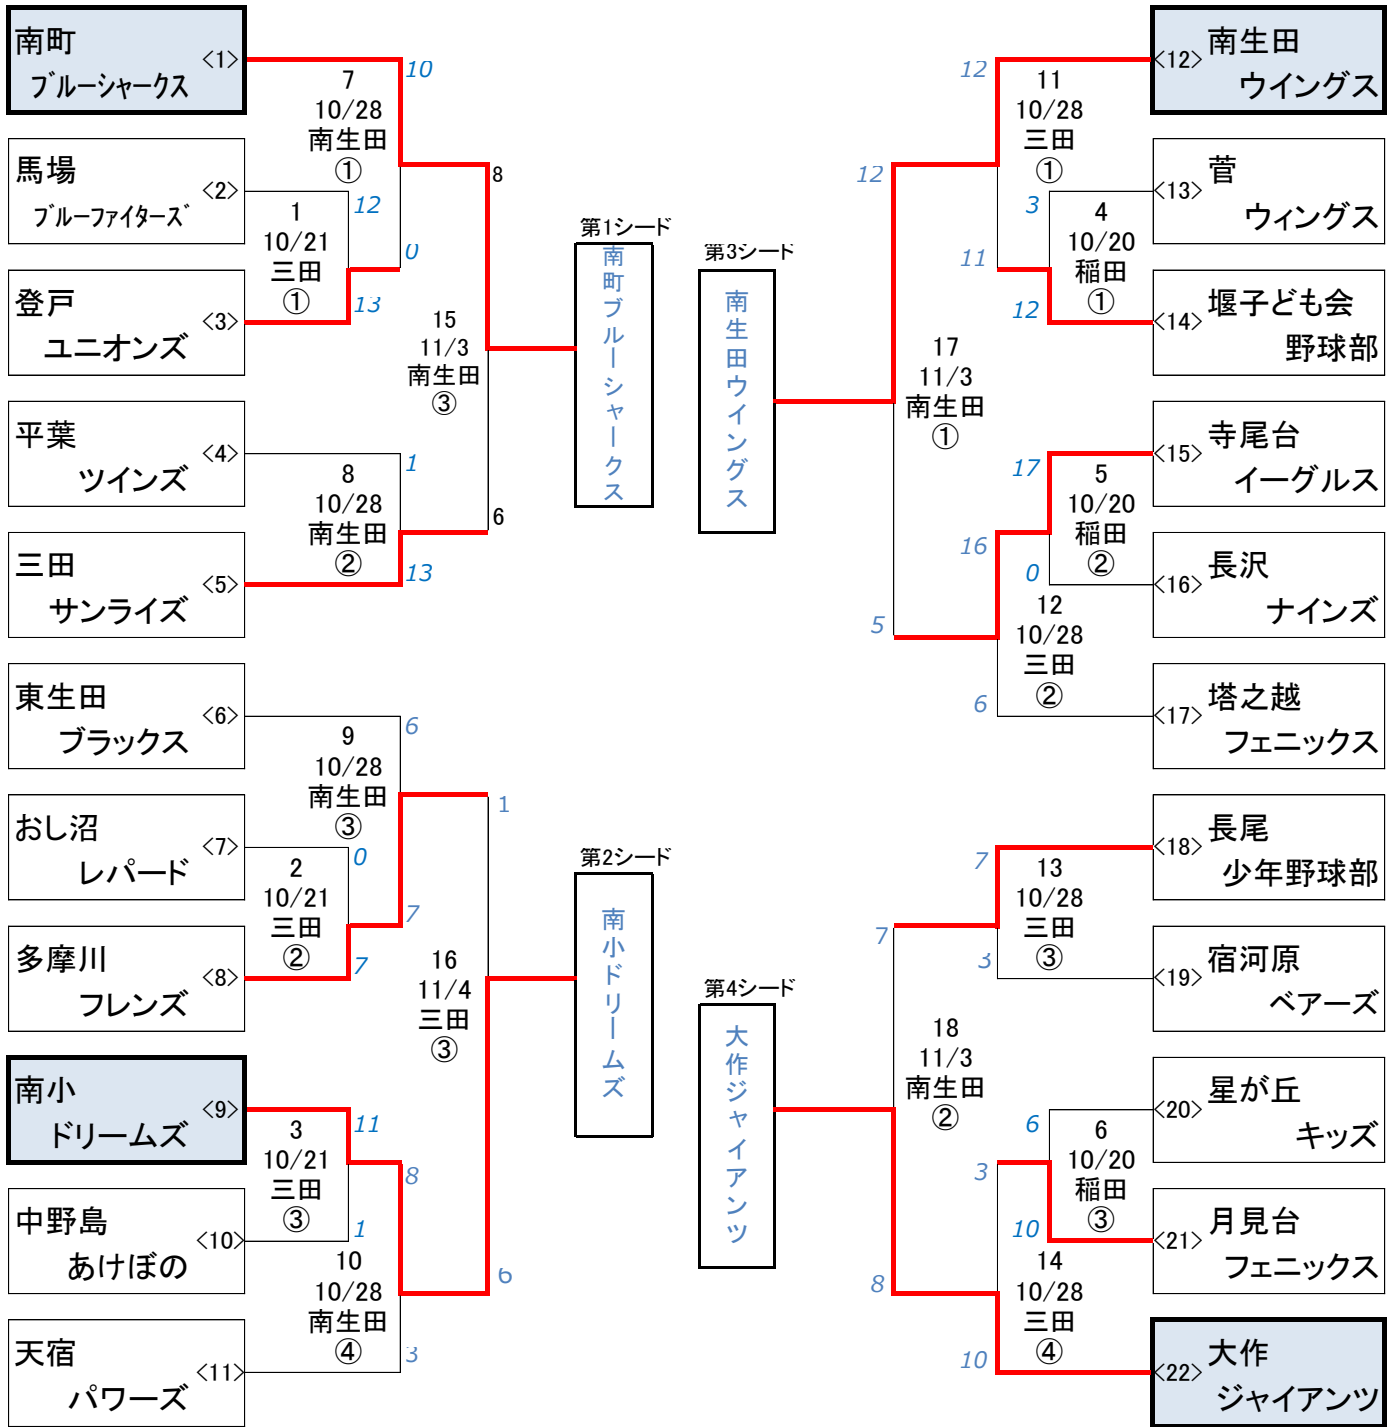 南町
ブルーシャークス
<1>
馬場
ブルーファイターズ
<2>
登戸
ユニオンズ
<3>
平葉
ツインズ
<4>
三田
サンライズ
<5>
東生田
ブラックス
<6>
おし沼
レパード
<7>
多摩川
フレンズ
<8>
南小
ドリームズ
<9>
中野島
あけぼの
<10>
天宿
パワーズ
<11>
1
10/21
三田
①
12
13
2
10/21
三田
②
0
7
3
10/21
三田
③
11
1
7
10/28
南生田
①
10
0
8
10/28
南生田
②
1
13
9
10/28
南生田
③
6
7
10
10/28
南生田
④
8
3
15
11/3
南生田
③
8
6
16
11/4
三田
③
1
6
第1シード
南町ブルーシャークス
第2シード
南小ドリームズ
第3シード
南生田ウイングス
第4シード
大作ジャイアンツ
17
11/3
南生田
①
12
5
18
11/3
南生田
②
7
8
11
10/28
三田
①
12
11
12
10/28
三田
②
16
6
13
10/28
三田
③
7
3
14
10/28
三田
④
3
10
4
10/20
稲田
①
3
12
5
10/20
稲田
②
17
0
6
10/20
稲田
③
6
10
<12>
南生田
ウイングス
<13>
菅
ウィングス
<14>
堰子ども会
野球部
<15>
寺尾台
イーグルス
<16>
長沢
ナインズ
<17>
塔之越
フェニックス
<18>
長尾
少年野球部
<19>
宿河原
ベアーズ
<20>
星が丘
キッズ
<21>
月見台
フェニックス
<22>
大作
ジャイアンツ